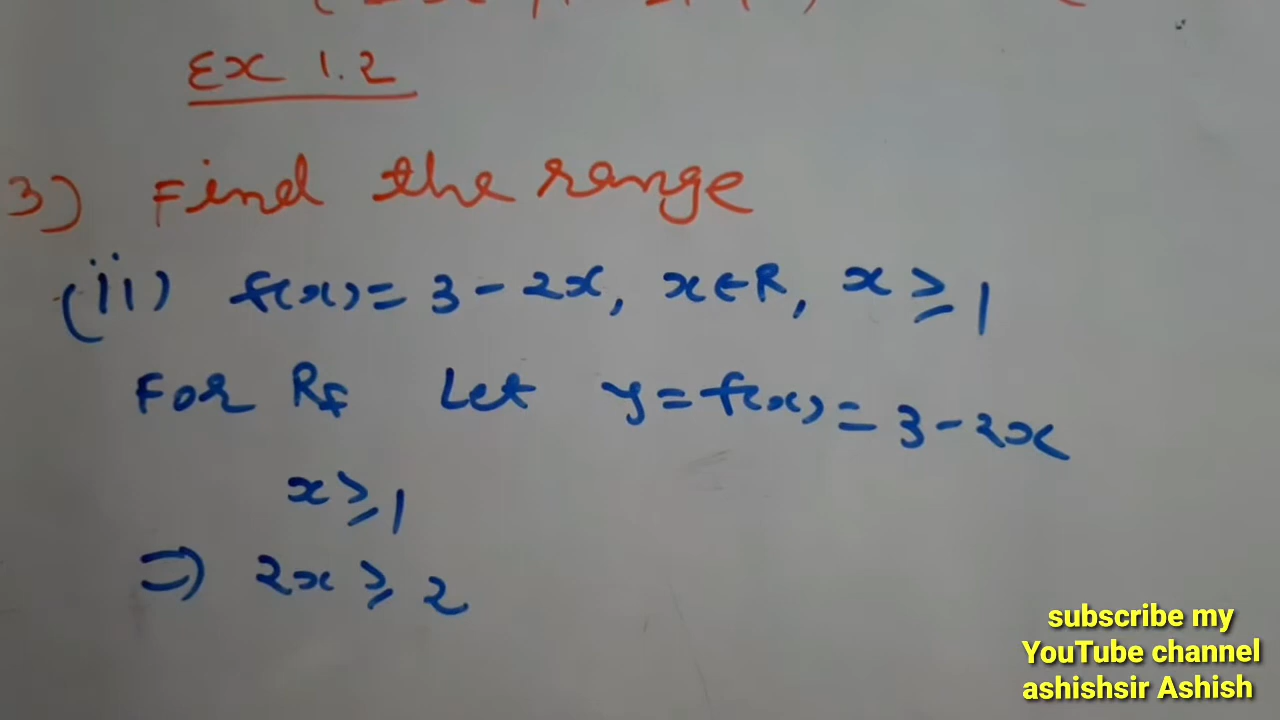 Ex 1.2
3) Find the range
(ii) f(x) = 3 - 2x, x ∈ R, x ≥ 1
For Rf Let y = f(x) = 3 - 2x
x ≥ 1
⇒ 2x ≥ 2
subscribe my
YouTube channel
ashishsir Ashish